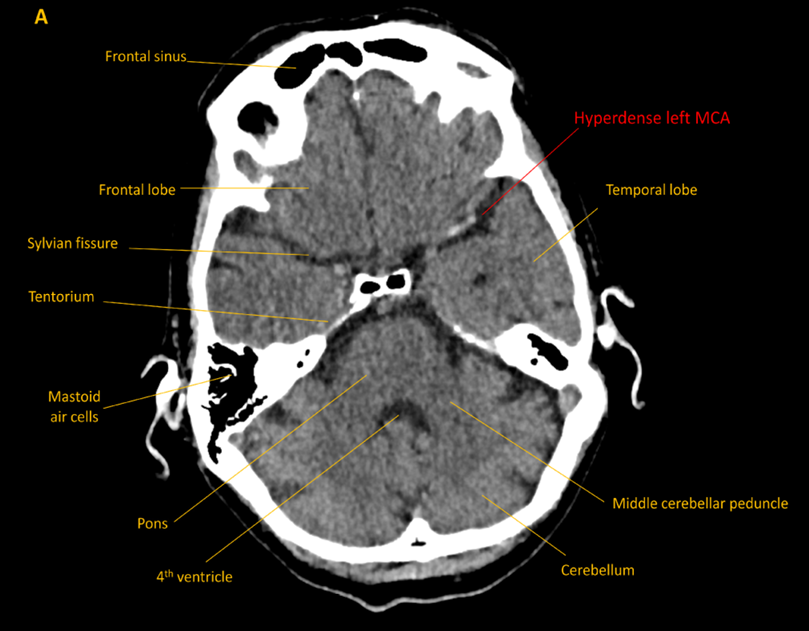 A
Frontal sinus
Hyperdense left MCA
Frontal lobe
Temporal lobe
Sylvian fissure
Tentorium
Mastoid
air cells
Middle cerebellar peduncle
Pons
4th ventricle
Cerebellum